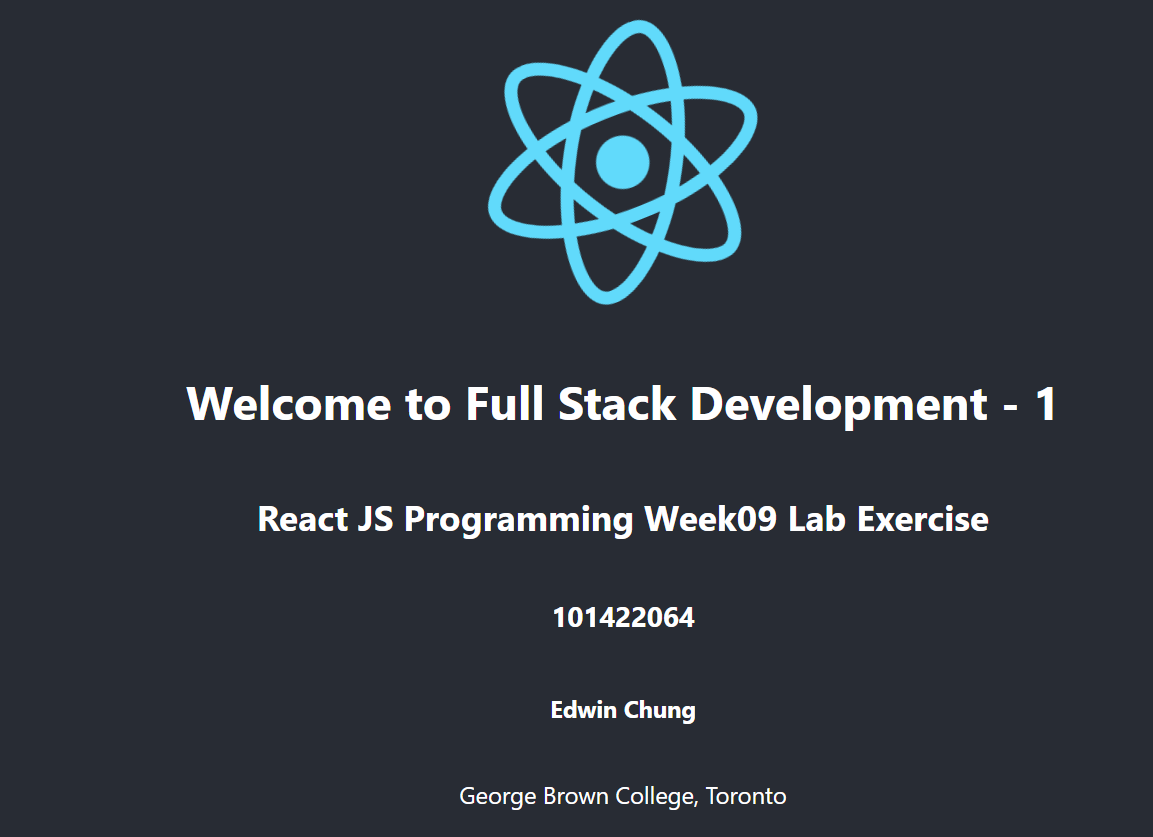 Welcome to Full Stack Development - 1
React JS Programming Week09 Lab Exercise
101422064
Edwin Chung
George Brown College, Toronto